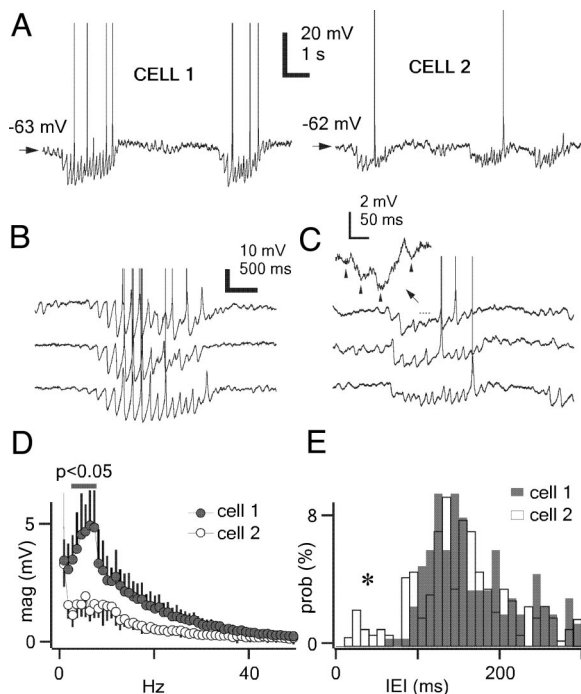 A
CELL 1
20 mV
1 s
CELL 2
-63 mV
-62 mV
B
10 mV
500 ms
C
2 mV
50 ms
D
p<0.05
cell 1
cell 2
5
0
mag (mV)
0
40
Hz
E
cell 1
cell 2
*
8
0
prob (%)
0
200
IEI (ms)